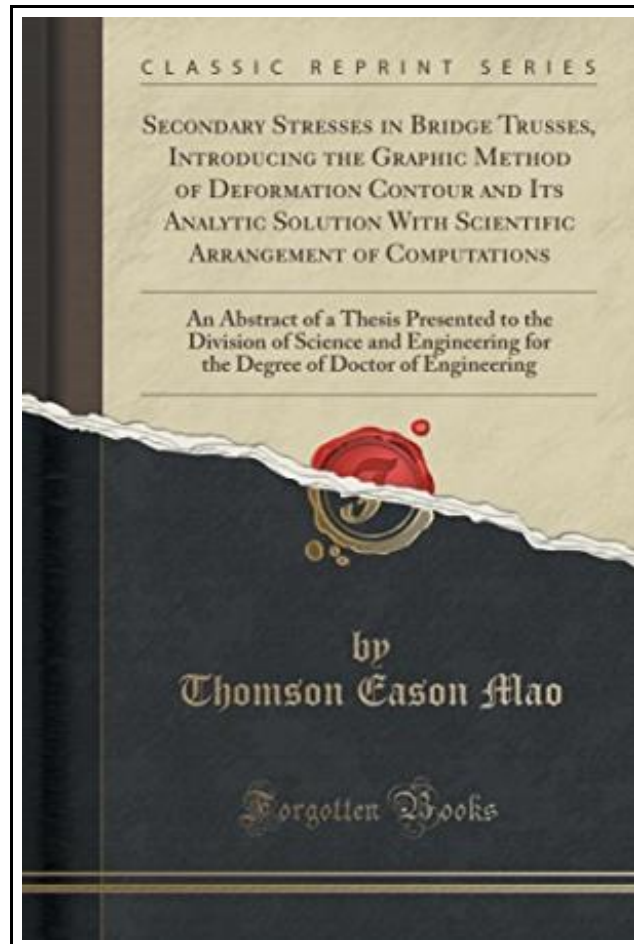 CLASSIC REPRINT SERIES
SECONDARY STRESSES IN BRIDGE TRUSSES,
INTRODUCING THE GRAPHIC METHOD
OF DEFORMATION CONTOUR AND ITS
ANALYTIC SOLUTION WITH SCIENTIFIC
ARRANGEMENT OF COMPUTATIONS
An Abstract of a Thesis Presented to the
Division of Science and Engineering for
the Degree of Doctor of Engineering
by
Thomson Eason Mao
Forgotten Books